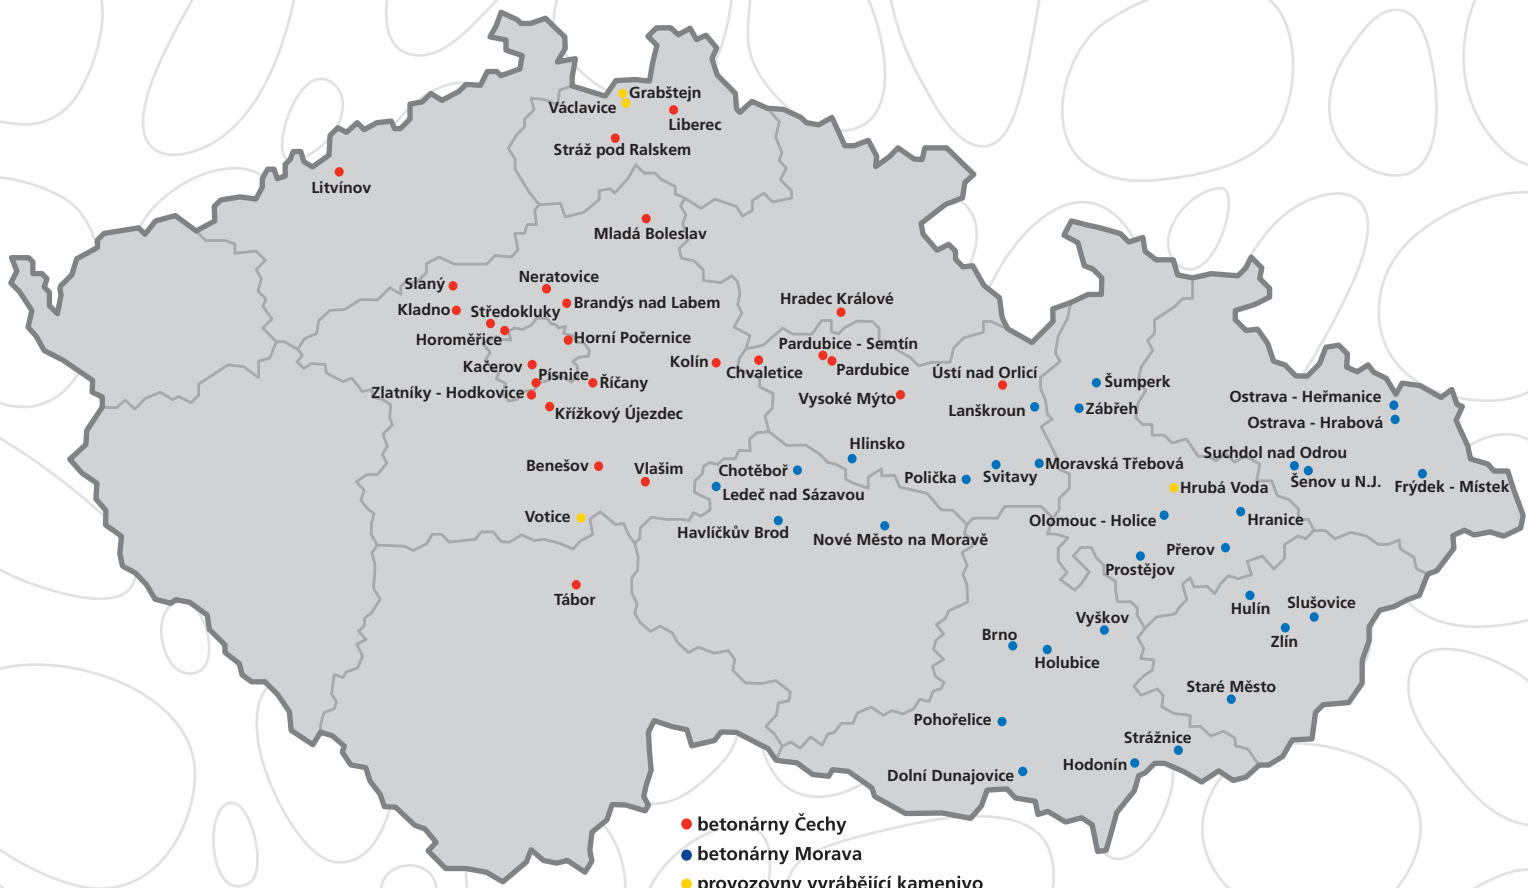 Grabštejn
Václavice
Liberec
Stráž pod Ralskem
Litvínov
Mladá Boleslav
Neratovice
Slaný
Brandýs nad Labem
Kladno
Středokluky
Hradec Králové
Horoměřice
Horní Počernice
Pardubice - Semtín
Kolín
Kačerov
Chvaletice
Pardubice
Ústí nad Orlicí
Písnice
Říčany
Šumperk
Zlatníky - Hodkovice
Vysoké Mýto
Ostrava - Heřmanice
Lanškroun
Zábřeh
Křížkový Újezdec
Ostrava - Hrabová
Hlinsko
Suchdol nad Odrou
Benešov
Vlašim
Chotěboř
Moravská Třebová
Polička
Svitavy
Šenov u N.J.
Frýdek - Místek
Hrubá Voda
Ledeč nad Sázavou
Votice
Olomouc - Holice
Hranice
Havlíčkův Brod
Nové Město na Moravě
Přerov
Prostějov
Tábor
Hulín
Slušovice
Vyškov
Brno
Zlín
Holubice
Staré Město
Pohořelice
Strážnice
Hodonín
Dolní Dunajovice
betonárny Čechy
betonárny Morava
provozovny vyrábějící kamenivo